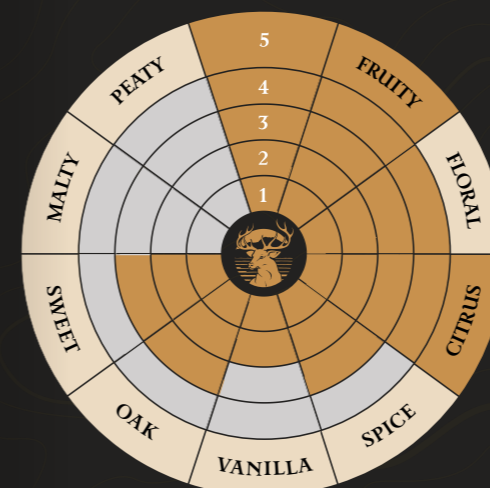 5
4
3
2
1
FRUITY
FLORAL
CITRUS
SPICE
VANILLA
OAK
SWEET
MALTY
PEATY